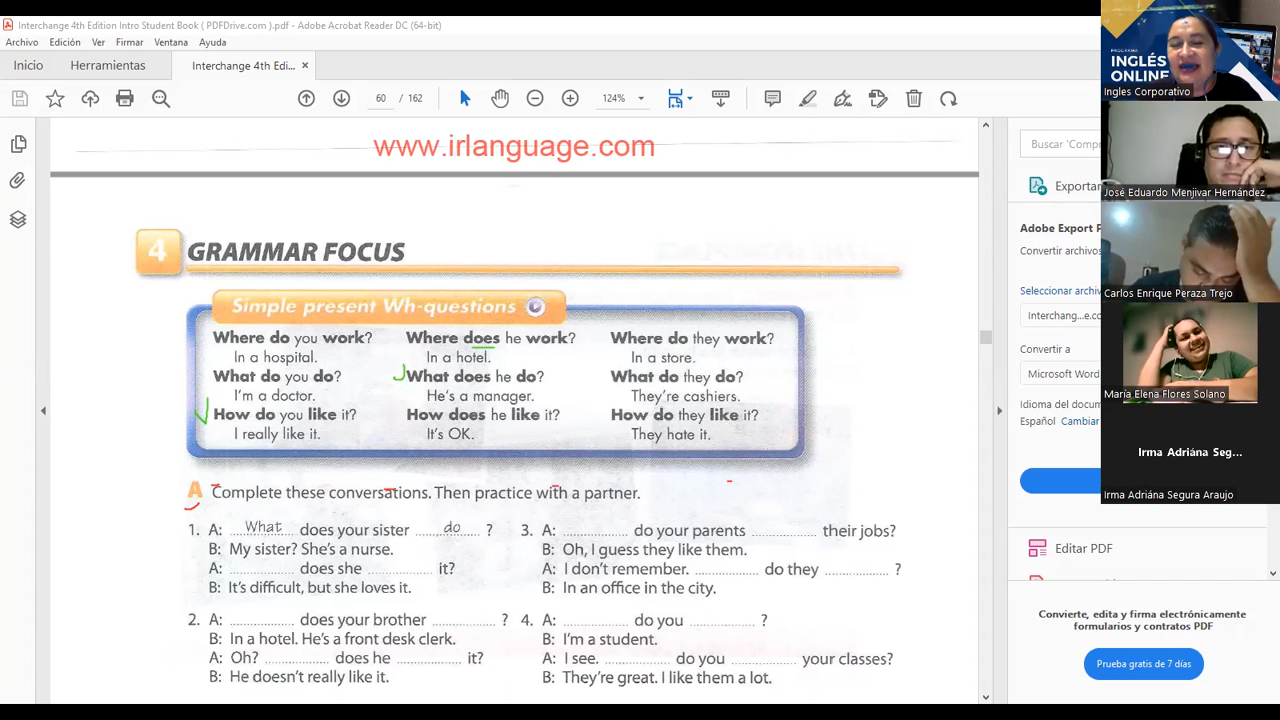 Interchange 4th Edition Intro Student Book ( PDFDrive.com ).pdf - Adobe Acrobat Reader DC (64-bit)
Archivo Edición Ver Firmar Ventana Ayuda
Inicio Herramientas Interchange 4th Edi... ×
60 / 162 124%
www.irlanguage.com
4 GRAMMAR FOCUS
Simple present Wh-questions
Where do you work? Where does he work? Where do they work?
In a hospital. In a hotel. In a store.
What do you do? What does he do? What do they do?
I'm a doctor. He's a manager. They're cashiers.
How do you like it? How does he like it? How do they like it?
I really like it. It's OK. They hate it.
A Complete these conversations. Then practice with a partner.
1. A: What does your sister do ?
B: My sister? She's a nurse.
A: ............... does she ............... it?
B: It's difficult, but she loves it.
2. A: ............... does your brother ............... ?
B: In a hotel. He's a front desk clerk.
A: Oh? ............... does he ............... it?
B: He doesn't really like it.
3. A: ............... do your parents ............... their jobs?
B: Oh, I guess they like them.
A: I don't remember. ............... do they ............... ?
B: In an office in the city.
4. A: ............... do you ............... ?
B: I'm a student.
A: I see. ............... do you ............... your classes?
B: They're great. I like them a lot.
Buscar 'Compr
Exportar
Adobe Export P
Convertir archivos
Seleccionar archiv
Interchang...e.co
Convertir a
Microsoft Word
Idioma del docum
Español Cambiar
Editar PDF
Convierte, edita y firma electrónicamente
formularios y contratos PDF
Prueba gratis de 7 días
PROGRAMA
INGLÉS
ONLINE
Ingles Corporativo
José Eduardo Menjivar Hernández
Carlos Enrique Peraza Trejo
María Elena Flores Solano
Irma Adriána Seg...
Irma Adriána Segura Araujo